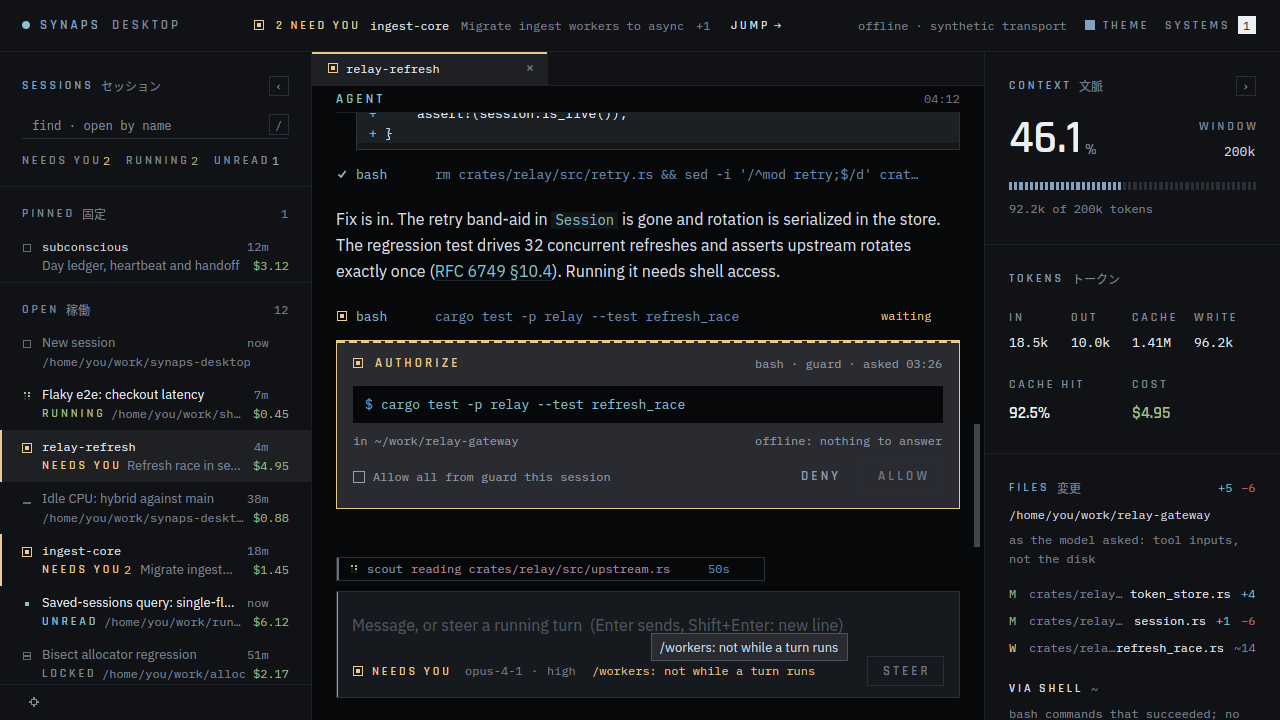 SYNAPS DESKTOP
2 NEED YOU ingest-core Migrate ingest workers to async +1 JUMP →
offline · synthetic transport THEME SYSTEMS 1
SESSIONS セッション ‹
find · open by name /
NEEDS YOU 2 RUNNING 2 UNREAD 1
PINNED 固定 1
subconscious 12m
Day ledger, heartbeat and handoff $3.12
OPEN 稼働 12
New session now
/home/you/work/synaps-desktop
Flaky e2e: checkout latency 7m
RUNNING /home/you/work/sh… $0.45
relay-refresh 4m
NEEDS YOU Refresh race in se… $4.95
Idle CPU: hybrid against main 38m
/home/you/work/synaps-deskt… $0.88
ingest-core 18m
NEEDS YOU 2 Migrate ingest… $1.45
Saved-sessions query: single-fl… now
UNREAD /home/you/work/run… $6.12
Bisect allocator regression 51m
LOCKED /home/you/work/alloc $2.17
relay-refresh ×
AGENT 04:12
+ assert!(session.is_live());
+ }
✓ bash rm crates/relay/src/retry.rs && sed -i '/^mod retry;$/d' crat…
Fix is in. The retry band-aid in Session is gone and rotation is serialized in the store.
The regression test drives 32 concurrent refreshes and asserts upstream rotates
exactly once (RFC 6749 §10.4). Running it needs shell access.
bash cargo test -p relay --test refresh_race waiting
AUTHORIZE bash · guard · asked 03:26
$ cargo test -p relay --test refresh_race
in ~/work/relay-gateway offline: nothing to answer
Allow all from guard this session DENY ALLOW
scout reading crates/relay/src/upstream.rs 50s
Message, or steer a running turn (Enter sends, Shift+Enter: new line)
/workers: not while a turn runs
NEEDS YOU opus-4-1 · high /workers: not while a turn runs STEER
CONTEXT 文脈 ›
46.1% WINDOW
200k
92.2k of 200k tokens
TOKENS トークン
IN OUT CACHE WRITE
18.5k 10.0k 1.41M 96.2k
CACHE HIT COST
92.5% $4.95
FILES 変更 +5 −6
/home/you/work/relay-gateway
as the model asked: tool inputs,
not the disk
M crates/relay… token_store.rs +4
M crates/relay… session.rs +1 −6
W crates/rela… refresh_race.rs ~14
VIA SHELL ~
bash commands that succeeded; no